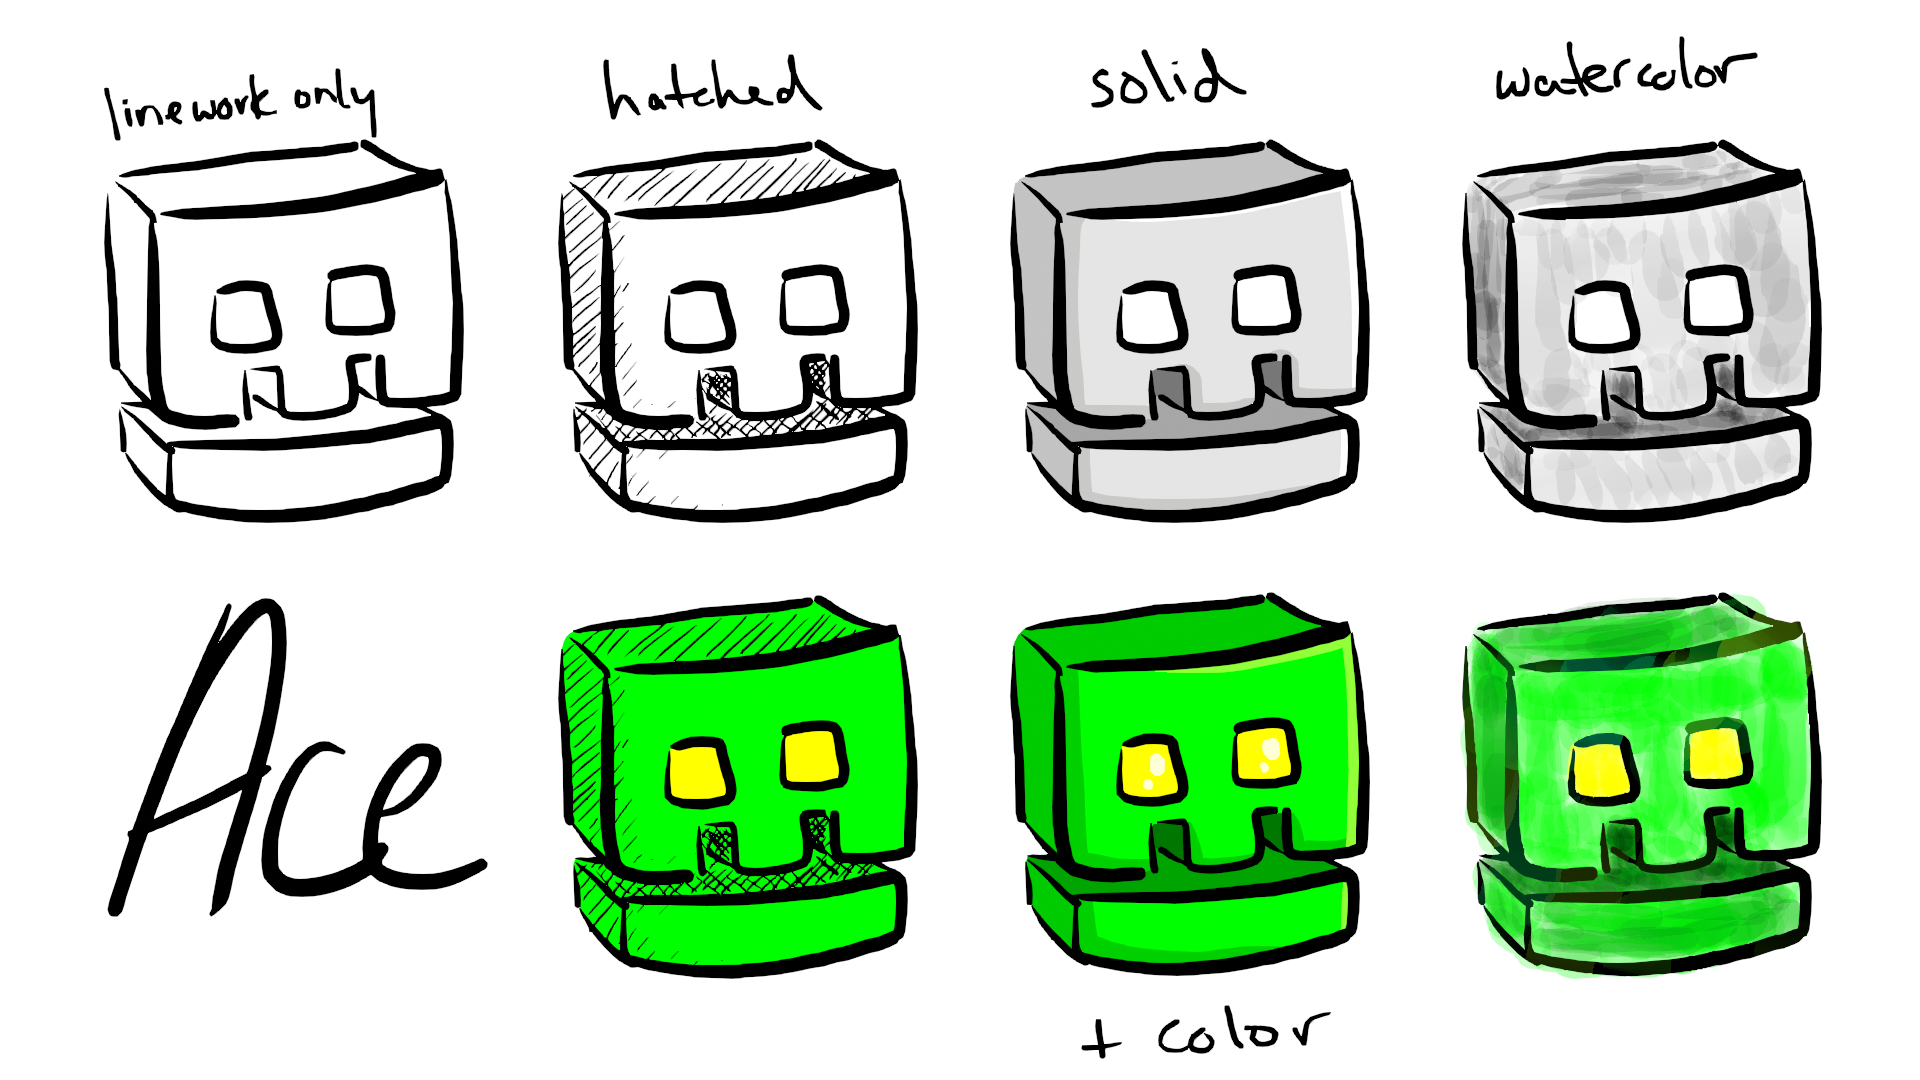 linework only
hatched
solid
watercolor
Ace
+ color